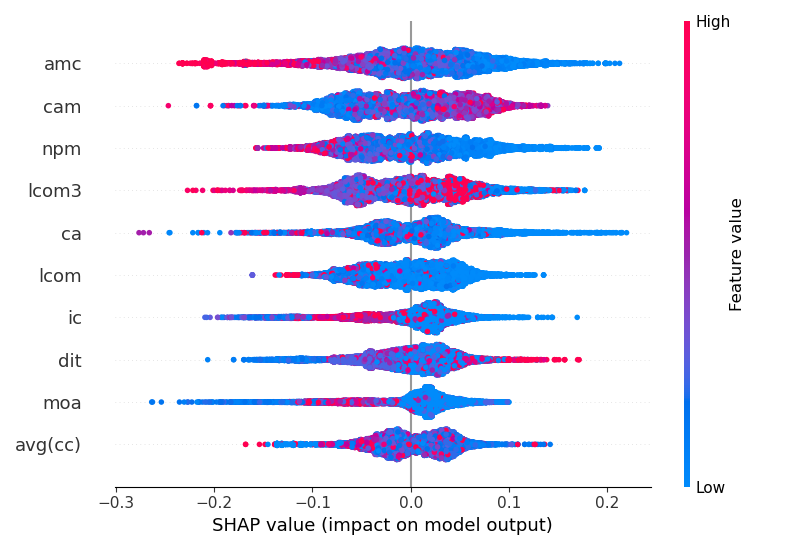 High
amc
cam
npm
lcom3
ca
lcom
ic
dit
moa
avg(cc)
Feature value
Low
−0.3 −0.2 −0.1 0.0 0.1 0.2
SHAP value (impact on model output)